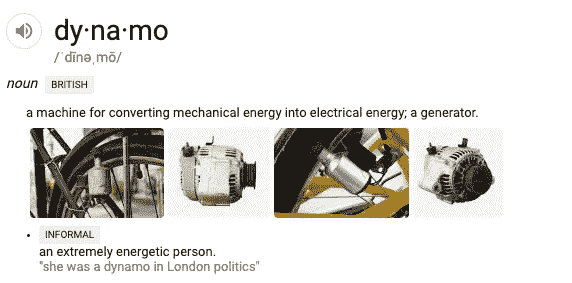 dy·na·mo
/ˈdīnəˌmō/
noun BRITISH
a machine for converting mechanical energy into electrical energy; a generator.
• INFORMAL
an extremely energetic person.
"she was a dynamo in London politics"